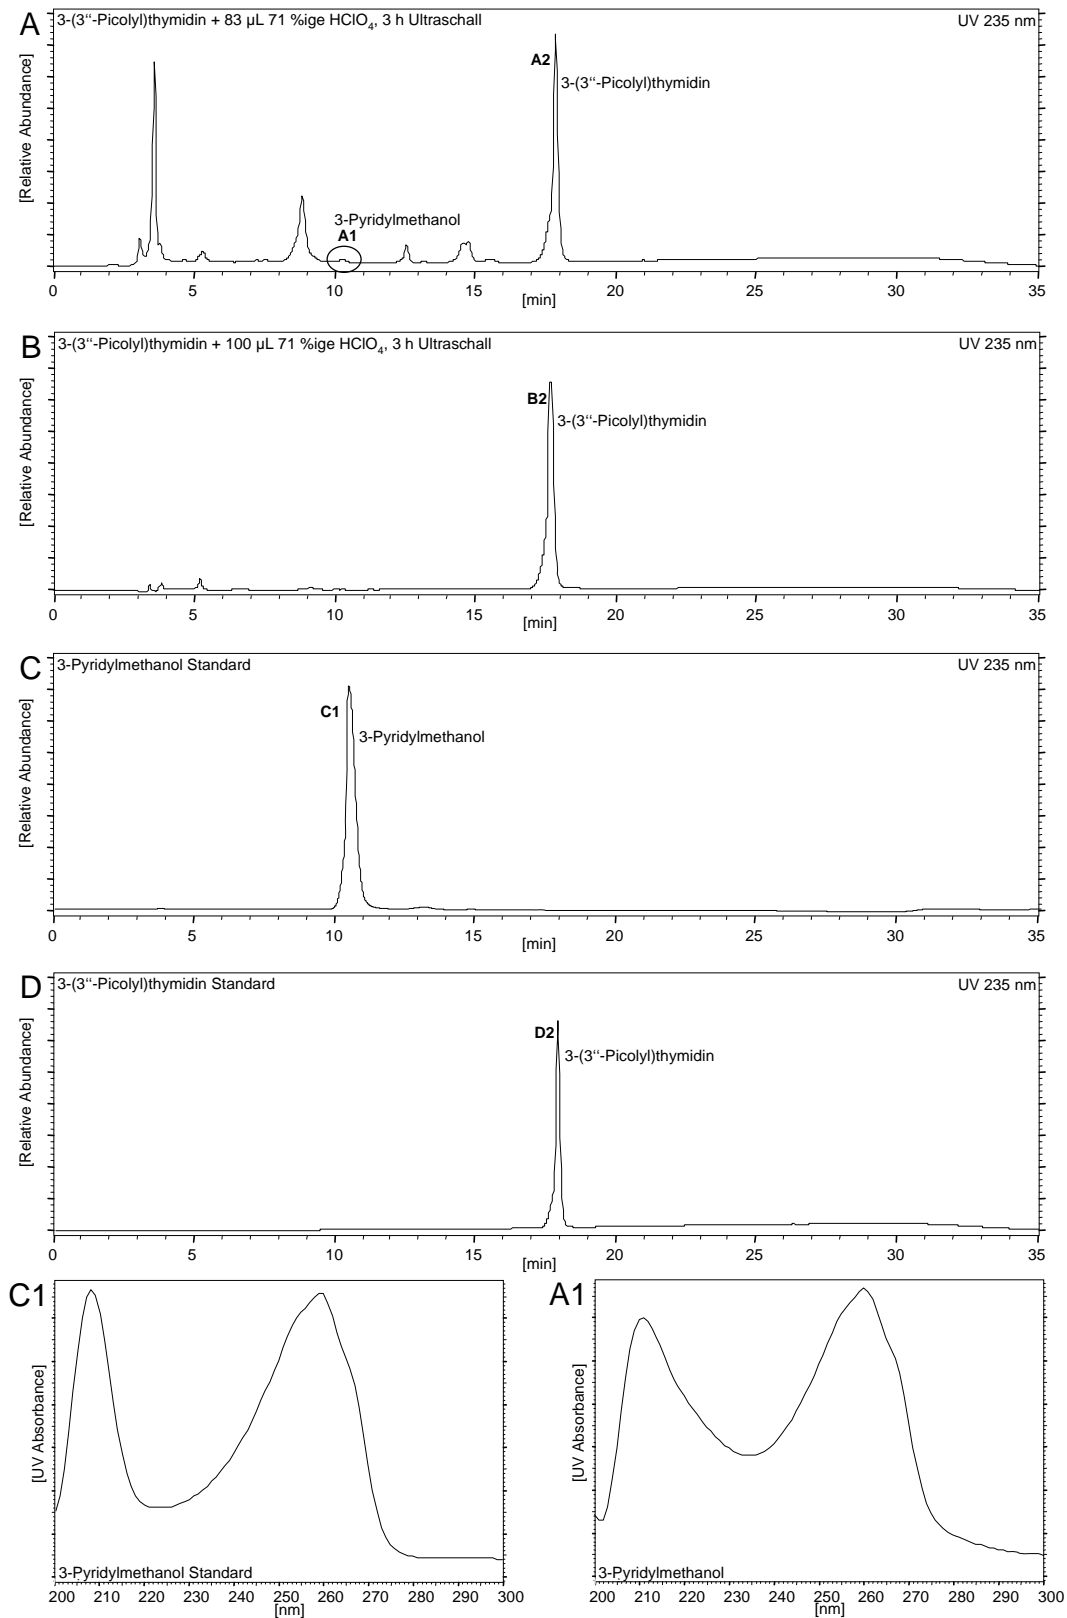 A
3-(3“-Picolyl)thymidin + 83 µL 71 %ige HClO4, 3 h Ultraschall
UV 235 nm
[Relative Abundance]
A2
3-(3“-Picolyl)thymidin
3-Pyridylmethanol
A1
0 5 10 15 20 25 30 35
[min]
B
3-(3“-Picolyl)thymidin + 100 µL 71 %ige HClO4, 3 h Ultraschall
UV 235 nm
[Relative Abundance]
B2
3-(3“-Picolyl)thymidin
0 5 10 15 20 25 30 35
[min]
C
3-Pyridylmethanol Standard
UV 235 nm
[Relative Abundance]
C1
3-Pyridylmethanol
0 5 10 15 20 25 30 35
[min]
D
3-(3“-Picolyl)thymidin Standard
UV 235 nm
[Relative Abundance]
D2
3-(3“-Picolyl)thymidin
0 5 10 15 20 25 30 35
[min]
C1
[UV Absorbance]
3-Pyridylmethanol Standard
200 210 220 230 240 250 260 270 280 290 300
[nm]
A1
[UV Absorbance]
3-Pyridylmethanol
200 210 220 230 240 250 260 270 280 290 300
[nm]